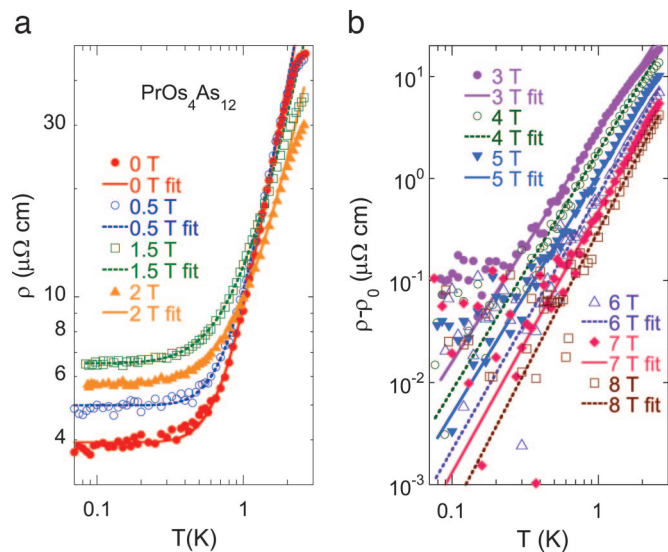 a
PrOs₄As₁₂
0 T
0 T fit
0.5 T
0.5 T fit
1.5 T
1.5 T fit
2 T
2 T fit
30
10
8
6
4
ρ (μΩ cm)
0.1
1
T(K)
b
3 T
3 T fit
4 T
4 T fit
5 T
5 T fit
6 T
6 T fit
7 T
7 T fit
8 T
8 T fit
10¹
10⁰
10⁻¹
10⁻²
10⁻³
ρ-ρ₀ (μΩ cm)
0.1
1
T (K)